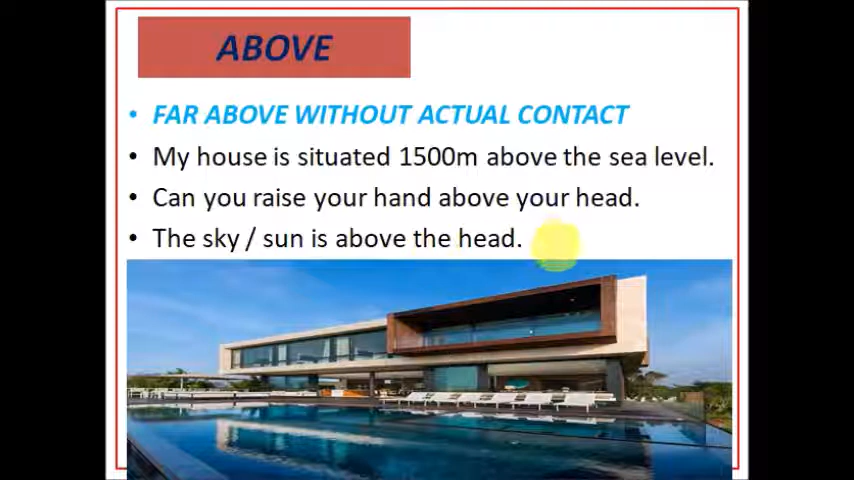 ABOVE
• FAR ABOVE WITHOUT ACTUAL CONTACT
• My house is situated 1500m above the sea level.
• Can you raise your hand above your head.
• The sky / sun is above the head.